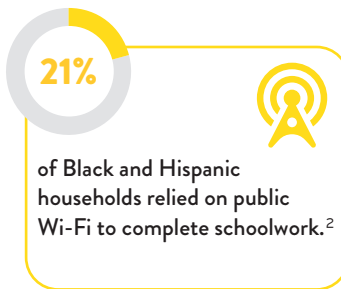 21%
of Black and Hispanic
households relied on public
Wi-Fi to complete schoolwork.²